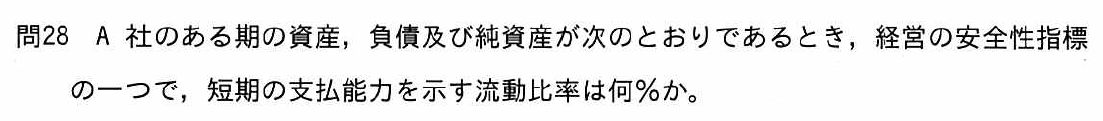 問28 A 社のある期の資産，負債及び純資産が次のとおりであるとき，経営の安全性指標
の一つで，短期の支払能力を示す流動比率は何％か。